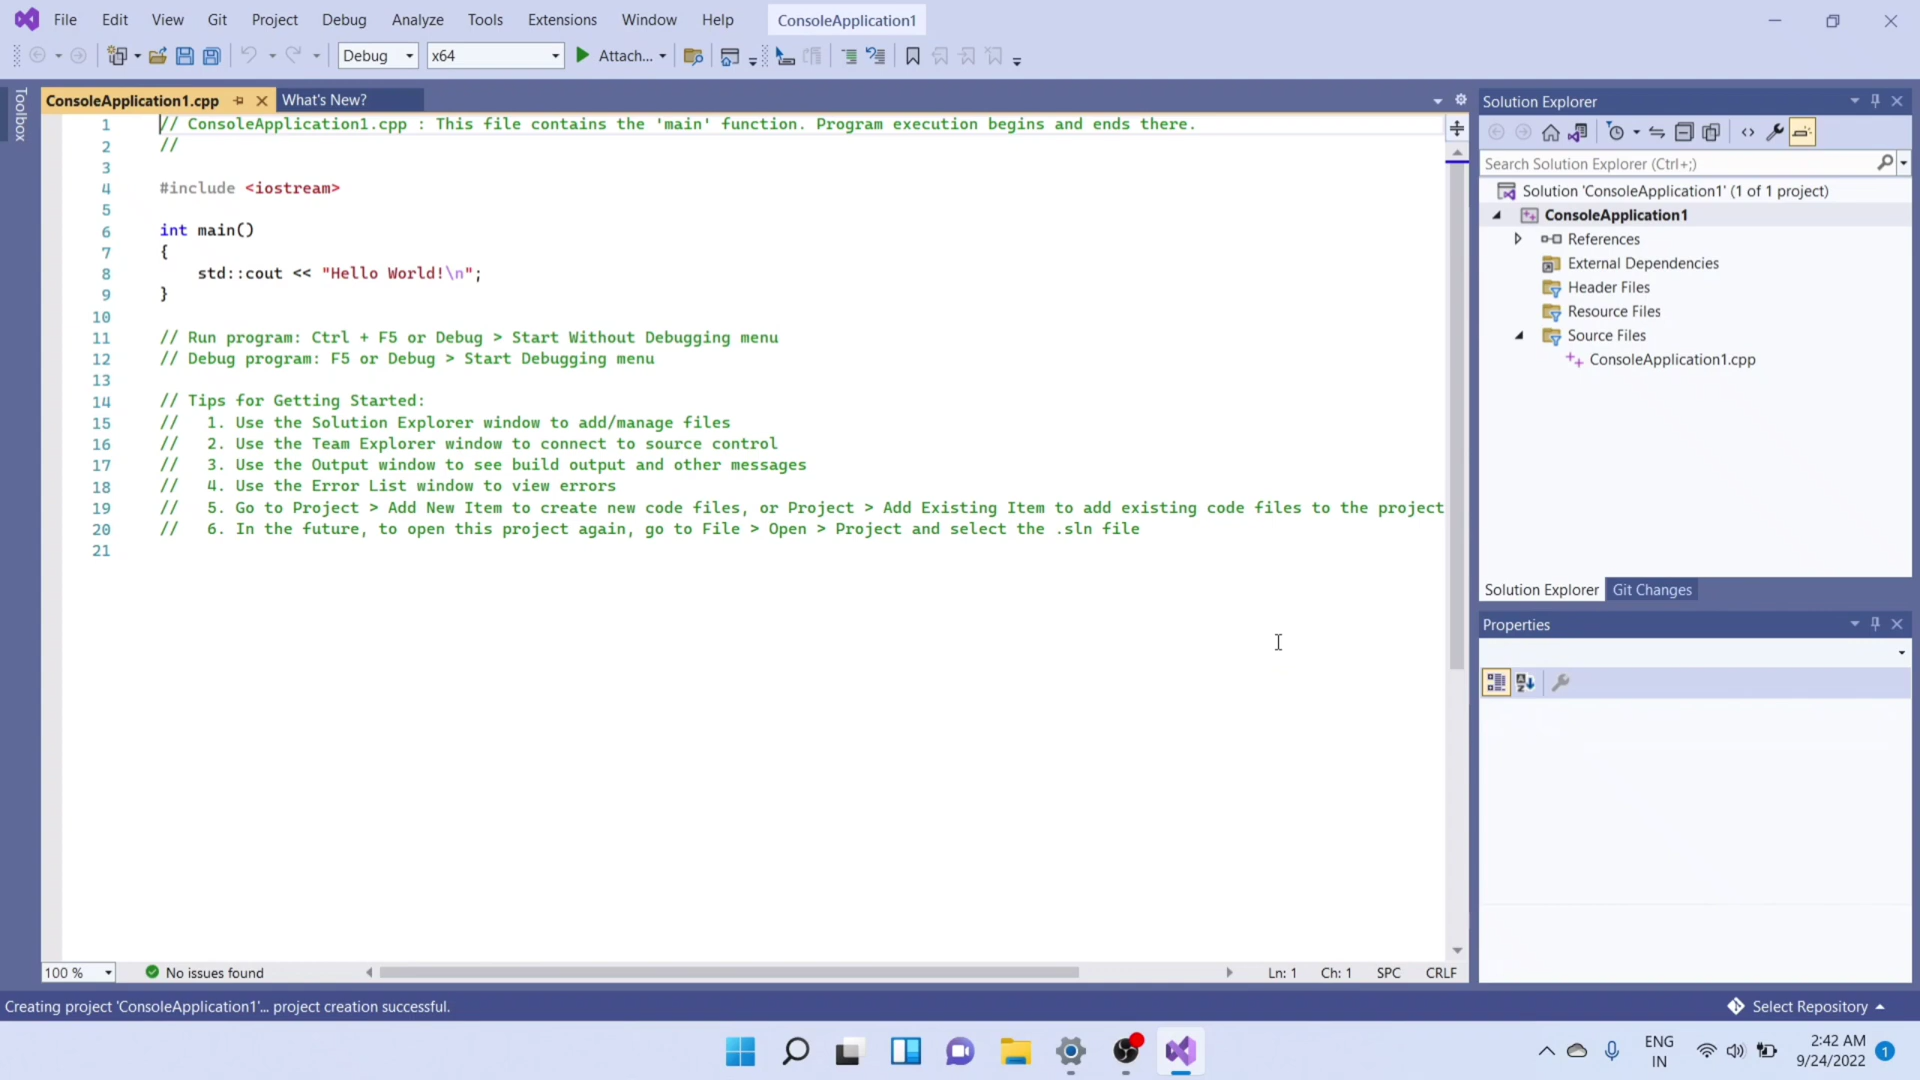 File Edit View Git Project Debug Analyze Tools Extensions Window Help ConsoleApplication1
Debug x64 Attach...
Toolbox
ConsoleApplication1.cpp What's New?
1 // ConsoleApplication1.cpp : This file contains the 'main' function. Program execution begins and ends there.
2 //
3
4 #include <iostream>
5
6 int main()
7 {
8 std::cout << "Hello World!\n";
9 }
10
11 // Run program: Ctrl + F5 or Debug > Start Without Debugging menu
12 // Debug program: F5 or Debug > Start Debugging menu
13
14 // Tips for Getting Started:
15 // 1. Use the Solution Explorer window to add/manage files
16 // 2. Use the Team Explorer window to connect to source control
17 // 3. Use the Output window to see build output and other messages
18 // 4. Use the Error List window to view errors
19 // 5. Go to Project > Add New Item to create new code files, or Project > Add Existing Item to add existing code files to the project
20 // 6. In the future, to open this project again, go to File > Open > Project and select the .sln file
21
100 % No issues found Ln: 1 Ch: 1 SPC CRLF
Solution Explorer
Search Solution Explorer (Ctrl+;)
Solution 'ConsoleApplication1' (1 of 1 project)
ConsoleApplication1
References
External Dependencies
Header Files
Resource Files
Source Files
ConsoleApplication1.cpp
Solution Explorer Git Changes
Properties
Creating project 'ConsoleApplication1'... project creation successful. Select Repository
ENG
IN
2:42 AM
9/24/2022
1